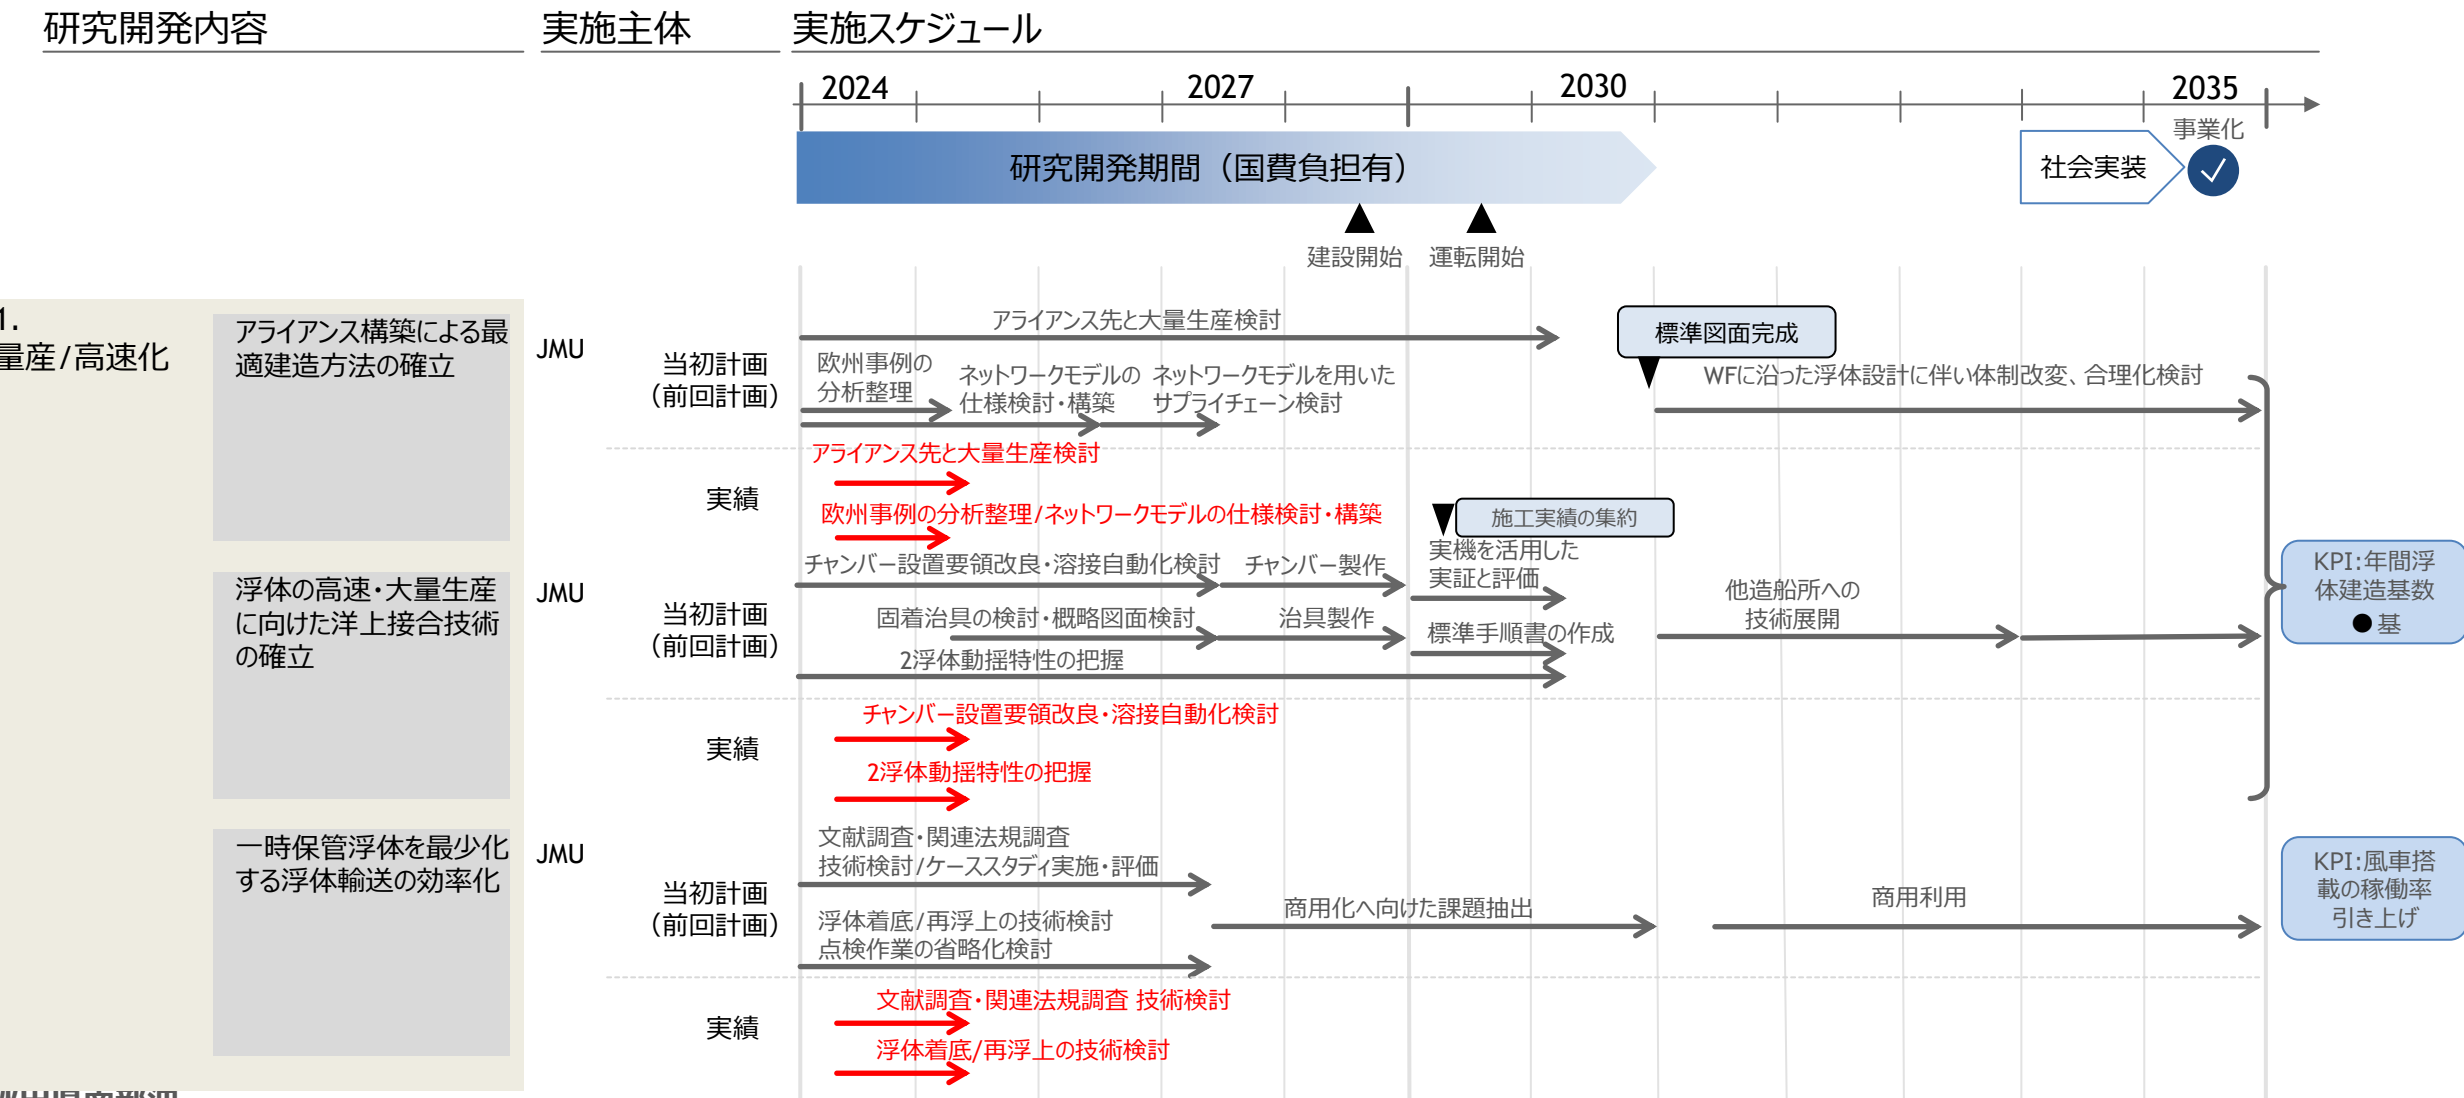 研究開発内容
実施主体
実施スケジュール
2024
2027
2030
2035
事業化
研究開発期間（国費負担有）
社会実装
建設開始
運転開始
1.
量産/高速化
アライアンス構築による最
適建造方法の確立
JMU
当初計画
（前回計画）
アライアンス先と大量生産検討
欧州事例の
分析整理
ネットワークモデルの
仕様検討・構築
ネットワークモデルを用いた
サプライチェーン検討
標準図面完成
WFに沿った浮体設計に伴い体制改変、合理化検討
実績
アライアンス先と大量生産検討
欧州事例の分析整理/ネットワークモデルの仕様検討・構築
施工実績の集約
浮体の高速・大量生産
に向けた洋上接合技術
の確立
JMU
当初計画
（前回計画）
チャンバー設置要領改良・溶接自動化検討
チャンバー製作
実機を活用した
実証と評価
固着治具の検討・概略図面検討
治具製作
標準手順書の作成
2浮体動揺特性の把握
他造船所への
技術展開
KPI:年間浮
体建造基数
●基
実績
チャンバー設置要領改良・溶接自動化検討
2浮体動揺特性の把握
一時保管浮体を最少化
する浮体輸送の効率化
JMU
当初計画
（前回計画）
文献調査・関連法規調査
技術検討/ケーススタディ実施・評価
浮体着底/再浮上の技術検討
点検作業の省略化検討
商用化へ向けた課題抽出
商用利用
KPI:風車搭
載の稼働率
引き上げ
実績
文献調査・関連法規調査 技術検討
浮体着底/再浮上の技術検討